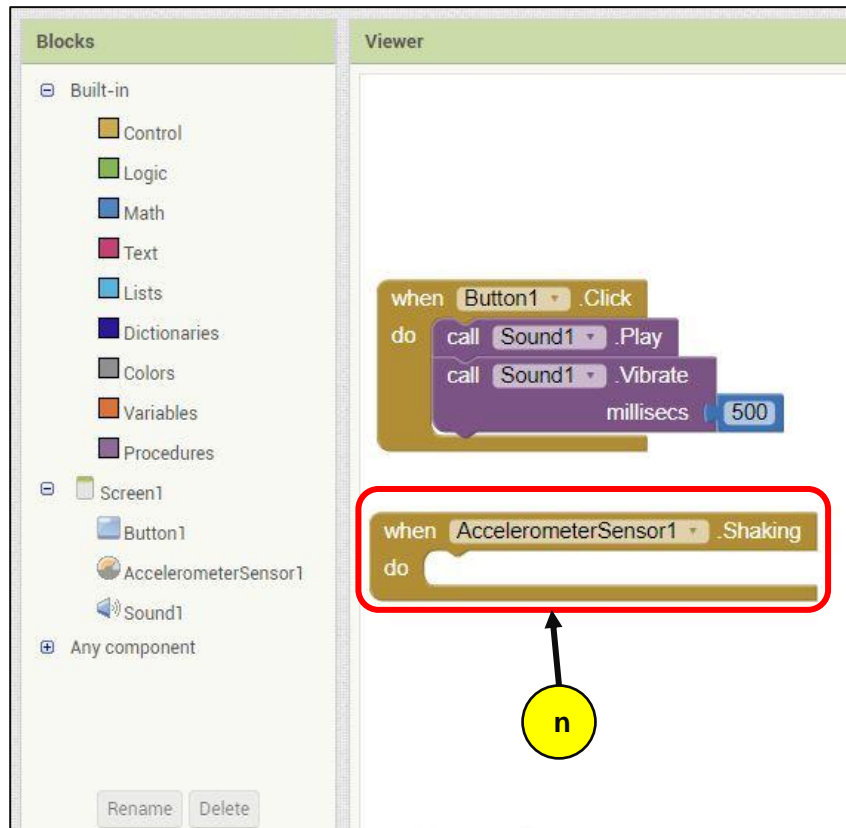 Blocks
Built-in
Control
Logic
Math
Text
Lists
Dictionaries
Colors
Variables
Procedures
Screen1
Button1
AccelerometerSensor1
Sound1
Any component
Rename Delete
Viewer
when Button1 .Click
do call Sound1 .Play
call Sound1 .Vibrate
millisecs 500
when AccelerometerSensor1 .Shaking
do
n